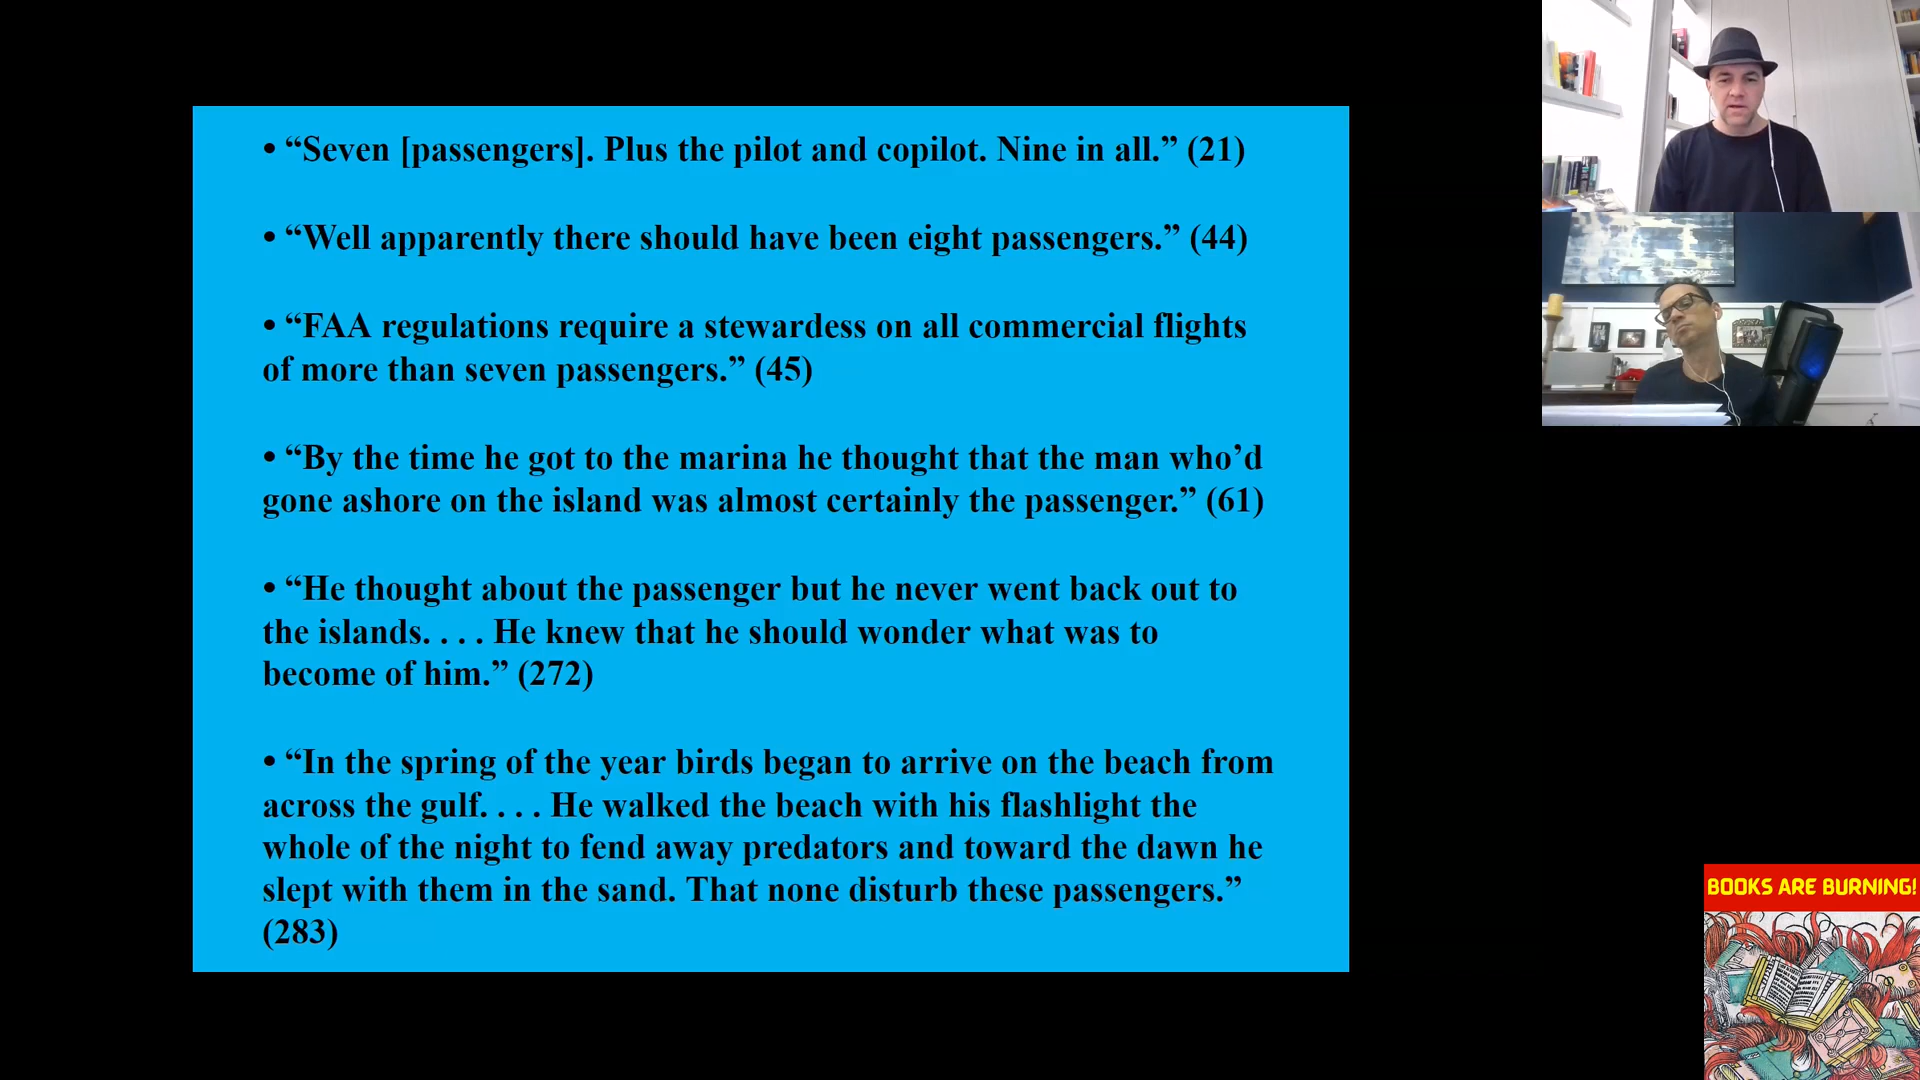 • “Seven [passengers]. Plus the pilot and copilot. Nine in all.” (21)
• “Well apparently there should have been eight passengers.” (44)
• “FAA regulations require a stewardess on all commercial flights
of more than seven passengers.” (45)
• “By the time he got to the marina he thought that the man who’d
gone ashore on the island was almost certainly the passenger.” (61)
• “He thought about the passenger but he never went back out to
the islands. . . . He knew that he should wonder what was to
become of him.” (272)
• “In the spring of the year birds began to arrive on the beach from
across the gulf. . . . He walked the beach with his flashlight the
whole of the night to fend away predators and toward the dawn he
slept with them in the sand. That none disturb these passengers.”
(283)
BOOKS ARE BURNING!